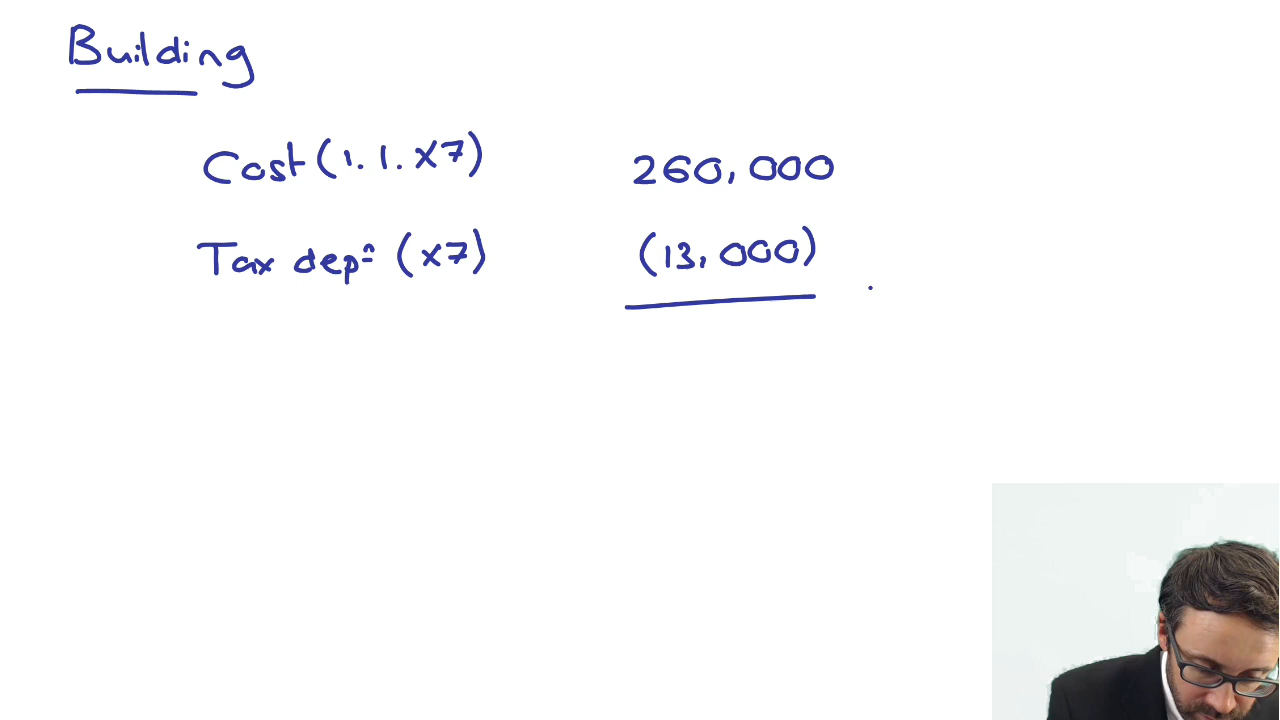 Building
Cost (1.1.X7) 260,000
Tax depⁿ (X7) (13,000)